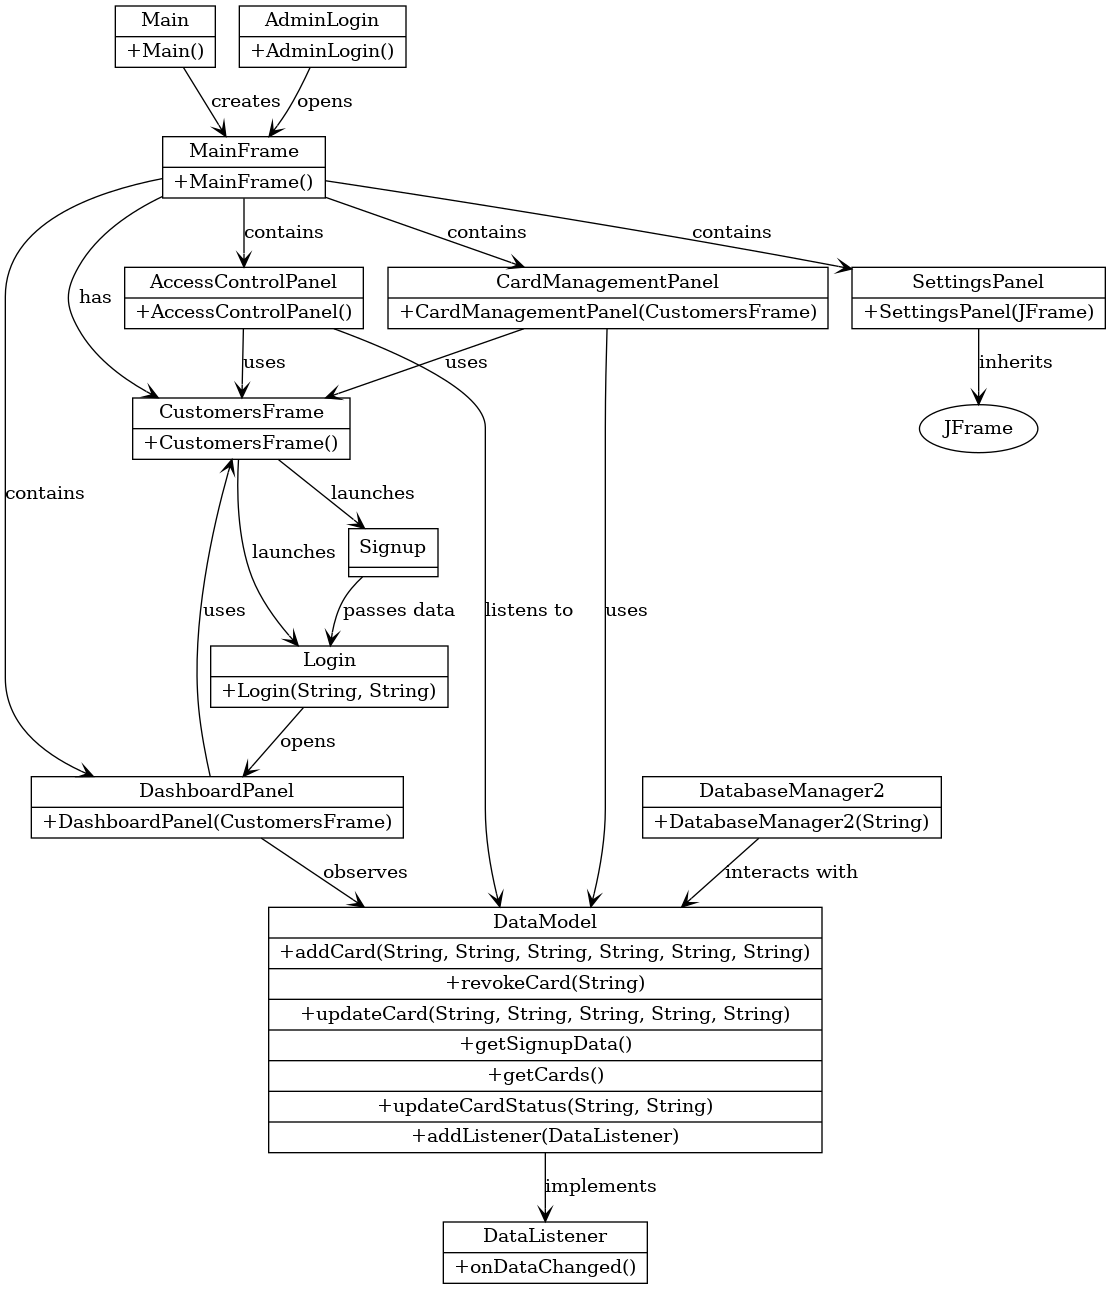 Main
+Main()
AdminLogin
+AdminLogin()
creates
opens
MainFrame
+MainFrame()
contains
contains
contains
has
AccessControlPanel
+AccessControlPanel()
CardManagementPanel
+CardManagementPanel(CustomersFrame)
SettingsPanel
+SettingsPanel(JFrame)
uses
uses
inherits
CustomersFrame
+CustomersFrame()
JFrame
contains
launches
launches
Signup
uses
passes data
listens to
uses
Login
+Login(String, String)
opens
DashboardPanel
+DashboardPanel(CustomersFrame)
DatabaseManager2
+DatabaseManager2(String)
observes
interacts with
DataModel
+addCard(String, String, String, String, String, String)
+revokeCard(String)
+updateCard(String, String, String, String, String)
+getSignupData()
+getCards()
+updateCardStatus(String, String)
+addListener(DataListener)
implements
DataListener
+onDataChanged()